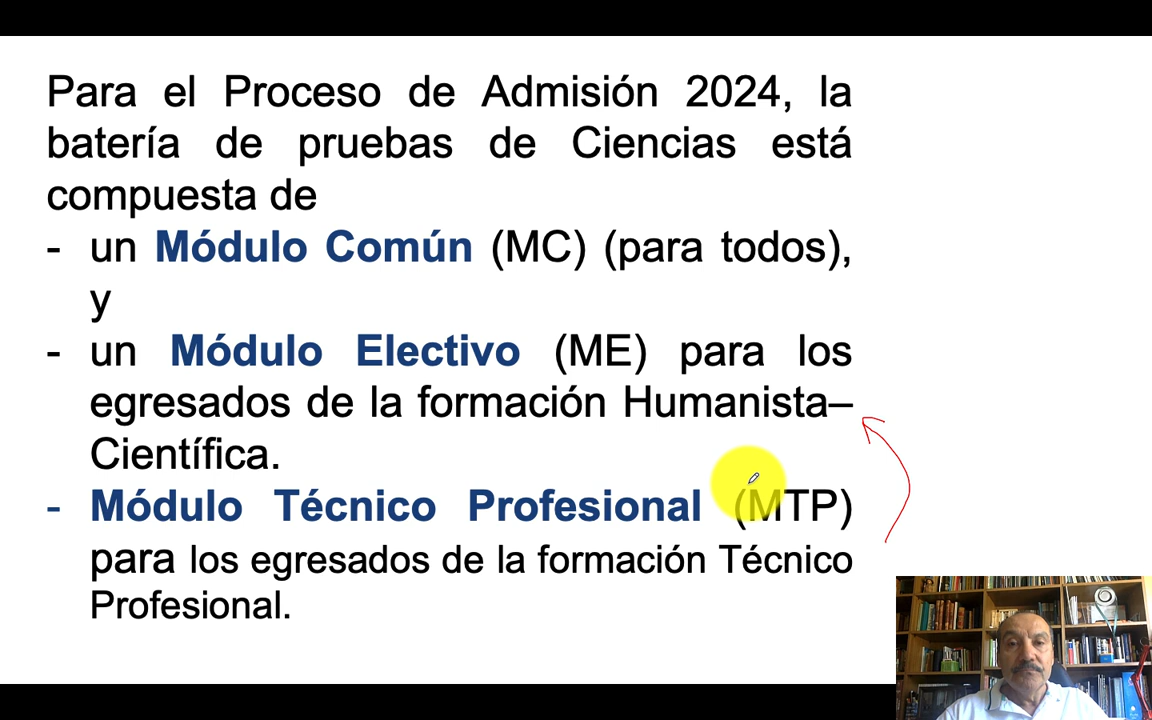 Para el Proceso de Admisión 2024, la
batería de pruebas de Ciencias está
compuesta de
- un Módulo Común (MC) (para todos),
y
- un Módulo Electivo (ME) para los
egresados de la formación Humanista–
Científica.
- Módulo Técnico Profesional (MTP)
para los egresados de la formación Técnico
Profesional.